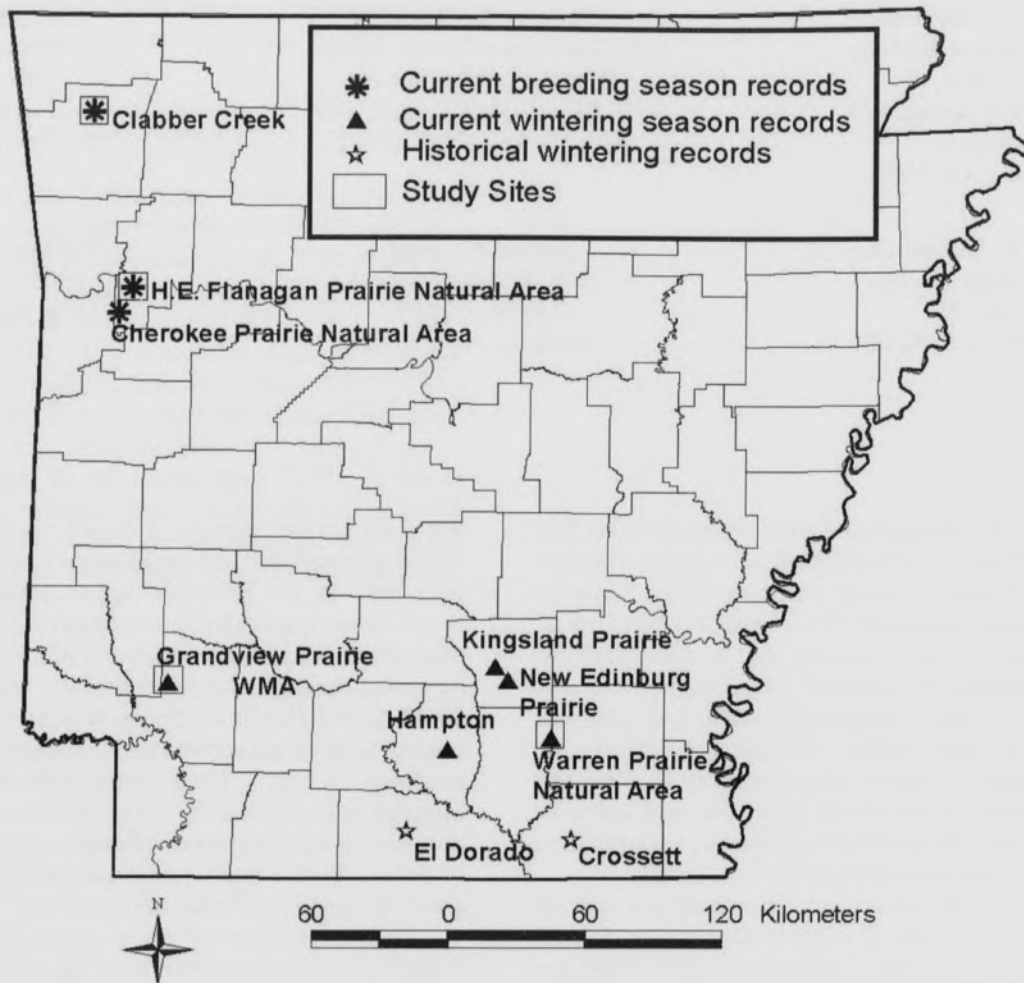 N
Current breeding season records
Current wintering season records
Historical wintering records
Study Sites
Clabber Creek
H.E. Flanagan Prairie Natural Area
Cherokee Prairie Natural Area
Grandview Prairie
WMA
Kingsland Prairie
New Edinburg
Prairie
Hampton
Warren Prairie
Natural Area
El Dorado
Crossett
N
60 0 60 120 Kilometers